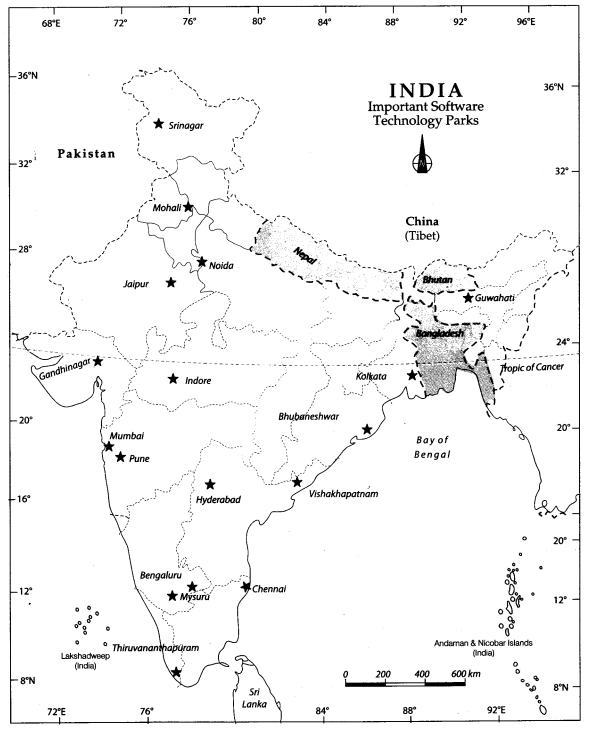 68°E 72° 76° 80° 84° 88° 92° 96°
36°N
36°N
INDIA
Important Software
Technology Parks
Srinagar
Pakistan
32°
32°
Mohali
China
(Tibet)
28°
28°
Noida
Nepal
Jaipur
Bhutan
Guwahati
Bangladesh
24°
Gandhinagar
Tropic of Cancer
Indore
Kolkata
Bhubaneshwar
20°
20°
Mumbai
Bay of
Bengal
Pune
Hyderabad
Vishakhapatnam
16°
16°
20°
Bengaluru
Chennai
12°
Mysuru
12°
Thiruvananthapuram
Lakshadweep
(India)
Andaman & Nicobar Islands
(India)
0 200 400 600 km
8°N
Sri
Lanka
8°N
72°E 76° 84° 88° 92°E